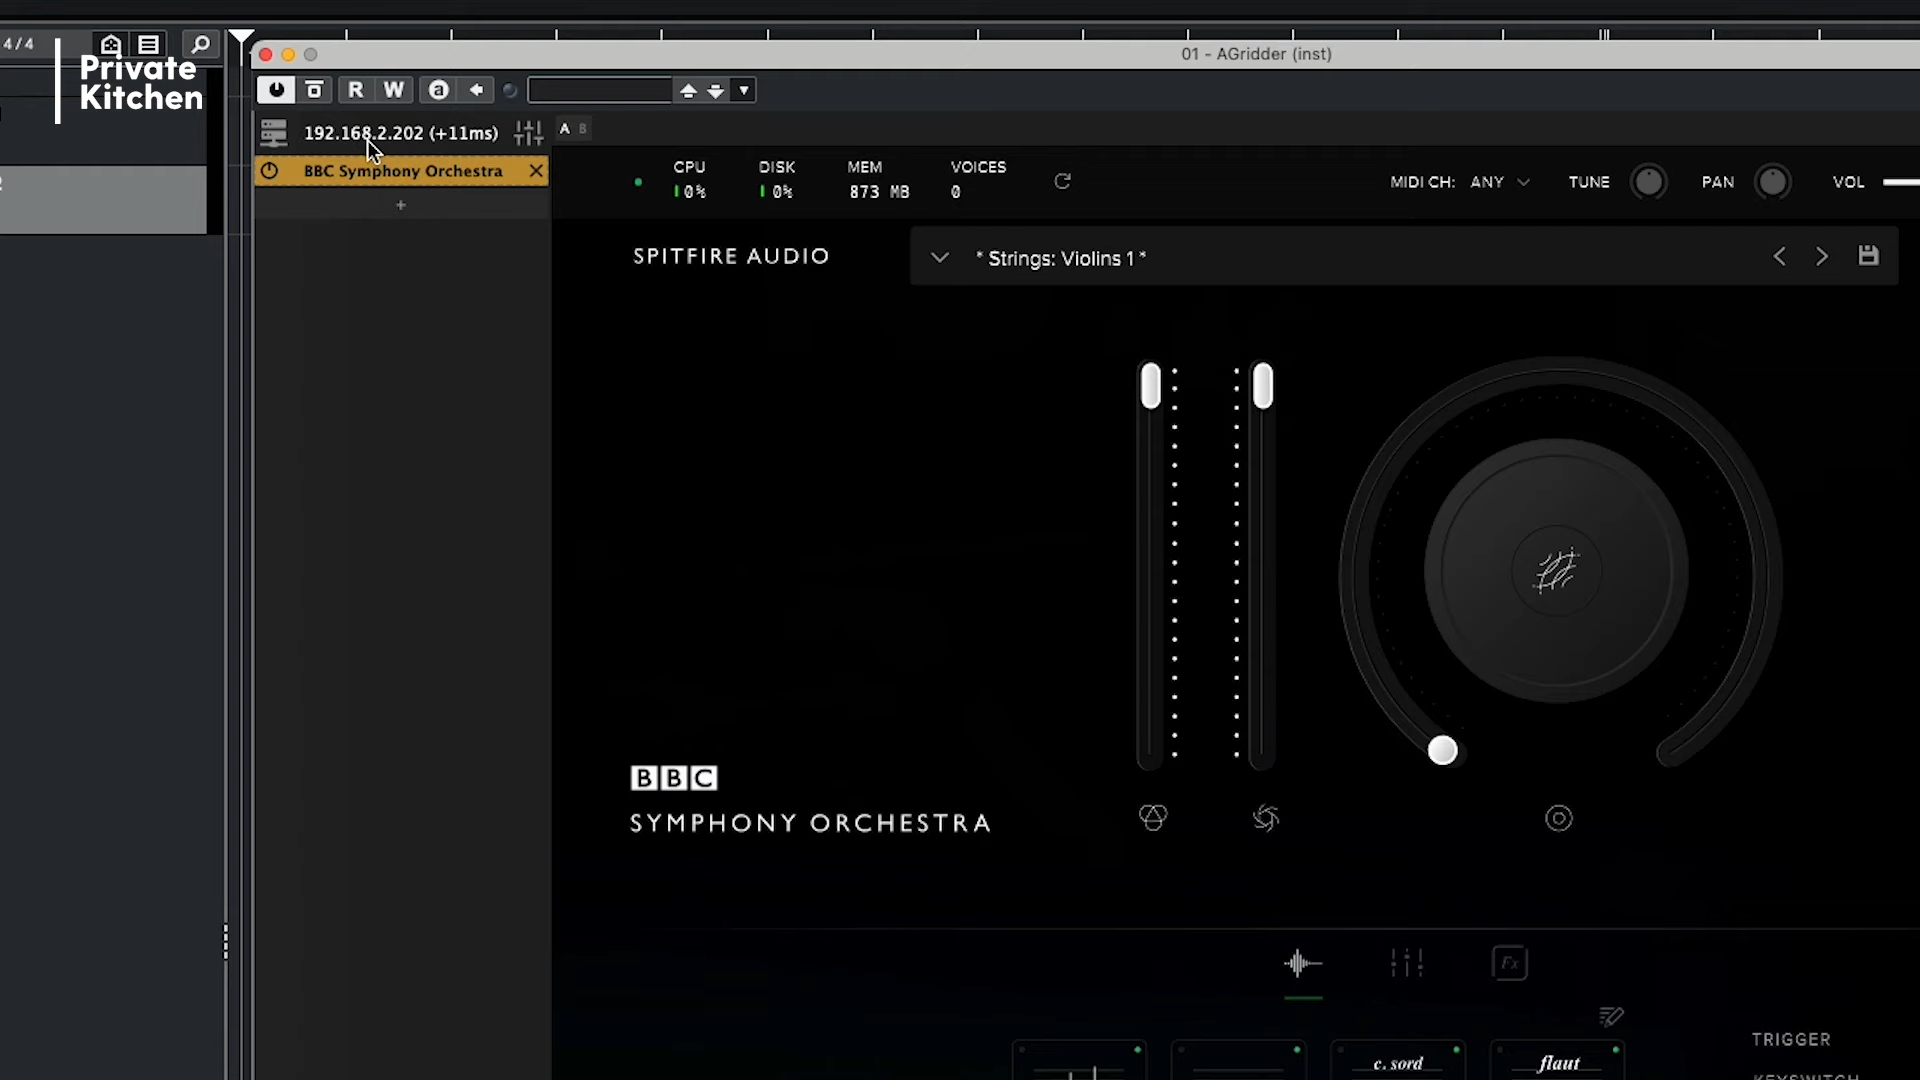 4/4
Private
Kitchen
01 - AGridder (inst)
R W a
192.168.2.202 (+11ms)
A B
BBC Symphony Orchestra
+
CPU DISK MEM VOICES
0% 0% 873 MB 0
MIDI CH: ANY TUNE PAN VOL
SPITFIRE AUDIO
* Strings: Violins 1 *
BBC
SYMPHONY ORCHESTRA
Fx
TRIGGER
c. sord
flaut
KEYSWITCH